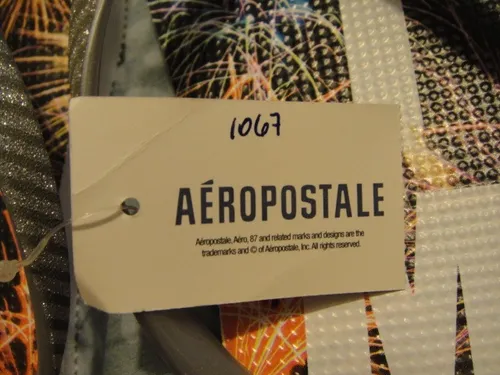 1067
AÉROPOSTALE
Aéropostale, Aéro, 87 and related marks and designs are the
trademarks and © of Aéropostale, Inc. All rights reserved.